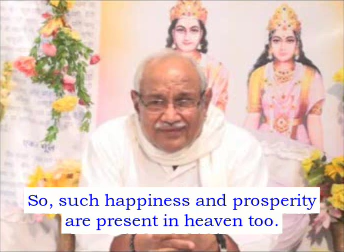 So, such happiness and prosperity
are present in heaven too.